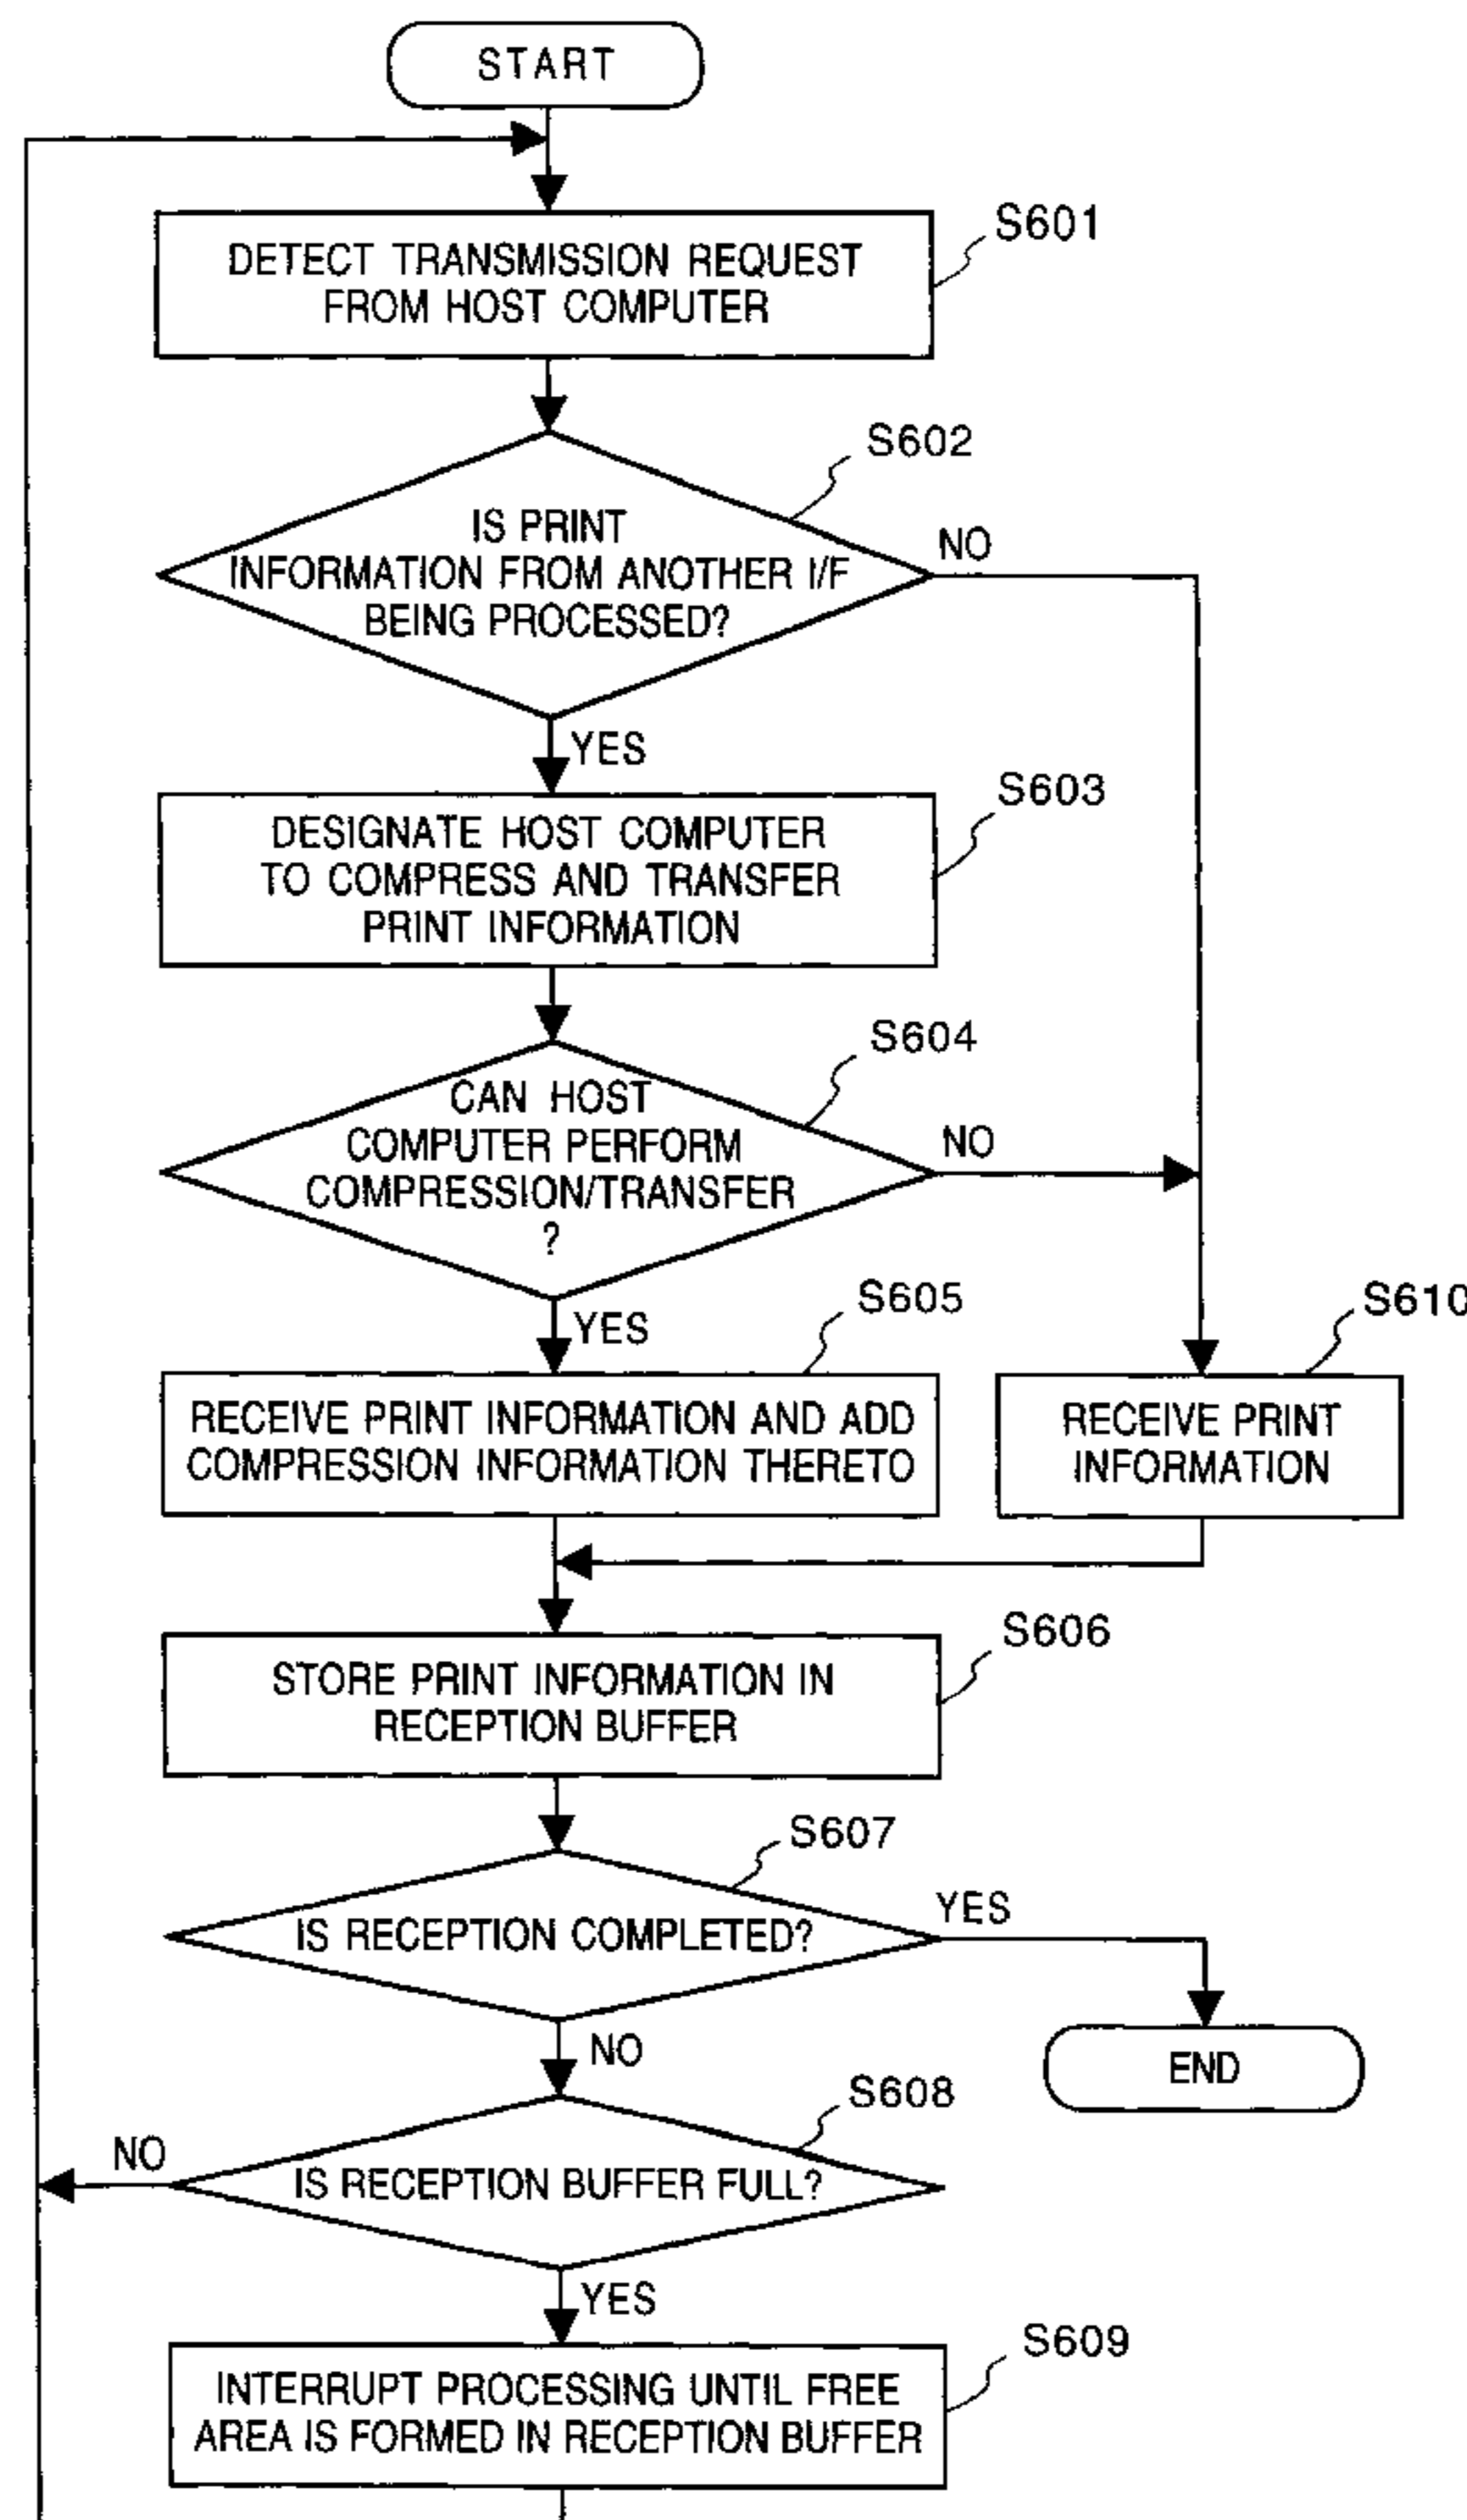 START
S601
DETECT TRANSMISSION REQUEST
FROM HOST COMPUTER
S602
IS PRINT
INFORMATION FROM ANOTHER I/F
BEING PROCESSED?
NO
YES
S603
DESIGNATE HOST COMPUTER
TO COMPRESS AND TRANSFER
PRINT INFORMATION
S604
CAN HOST
COMPUTER PERFORM
COMPRESSION/TRANSFER
?
NO
YES
S605
RECEIVE PRINT INFORMATION AND ADD
COMPRESSION INFORMATION THERETO
S610
RECEIVE PRINT
INFORMATION
S606
STORE PRINT INFORMATION IN
RECEPTION BUFFER
S607
IS RECEPTION COMPLETED?
YES
END
NO
S608
IS RECEPTION BUFFER FULL?
NO
YES
S609
INTERRUPT PROCESSING UNTIL FREE
AREA IS FORMED IN RECEPTION BUFFER